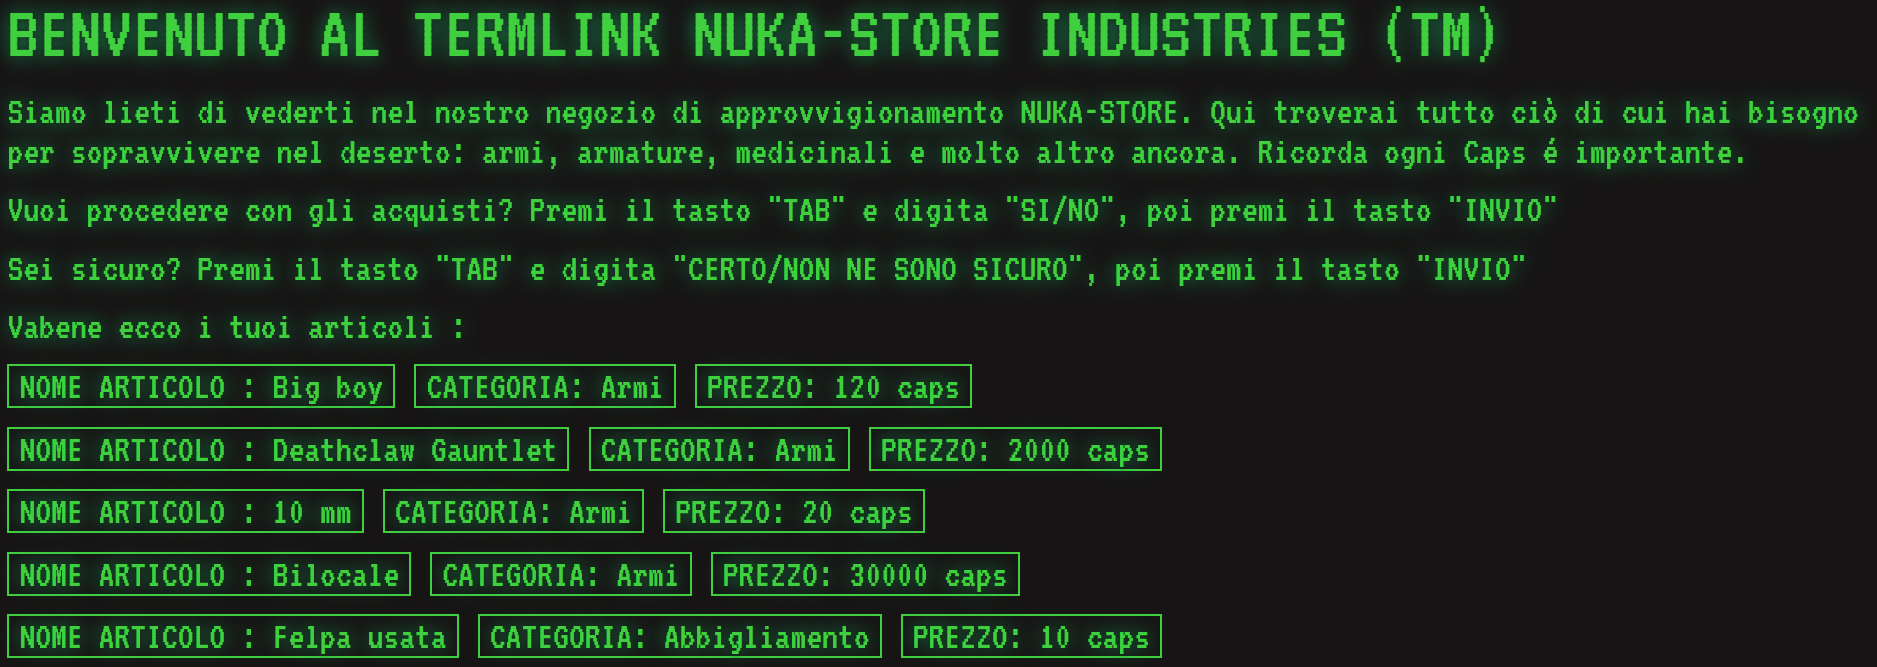 BENVENUTO AL TERMLINK NUKA-STORE INDUSTRIES (TM)
Siamo lieti di vederti nel nostro negozio di approvvigionamento NUKA-STORE. Qui troverai tutto ciò di cui hai bisogno
per sopravvivere nel deserto: armi, armature, medicinali e molto altro ancora. Ricorda ogni Caps é importante.
Vuoi procedere con gli acquisti? Premi il tasto "TAB" e digita "SI/NO", poi premi il tasto "INVIO"
Sei sicuro? Premi il tasto "TAB" e digita "CERTO/NON NE SONO SICURO", poi premi il tasto "INVIO"
Vabene ecco i tuoi articoli :
NOME ARTICOLO : Big boy CATEGORIA: Armi PREZZO: 120 caps
NOME ARTICOLO : Deathclaw Gauntlet CATEGORIA: Armi PREZZO: 2000 caps
NOME ARTICOLO : 10 mm CATEGORIA: Armi PREZZO: 20 caps
NOME ARTICOLO : Bilocale CATEGORIA: Armi PREZZO: 30000 caps
NOME ARTICOLO : Felpa usata CATEGORIA: Abbigliamento PREZZO: 10 caps